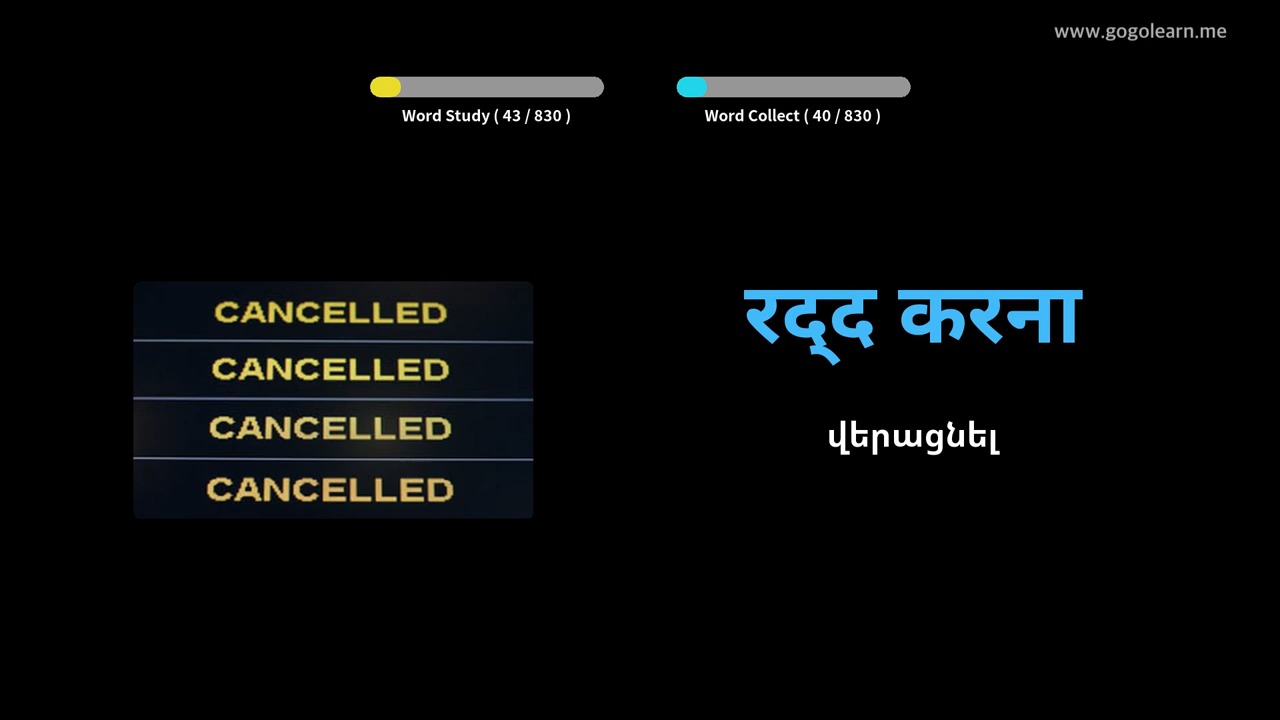 www.gogolearn.me
Word Study ( 43 / 830 )
Word Collect ( 40 / 830 )
CANCELLED
CANCELLED
CANCELLED
CANCELLED
रद्द करना
վերացնել